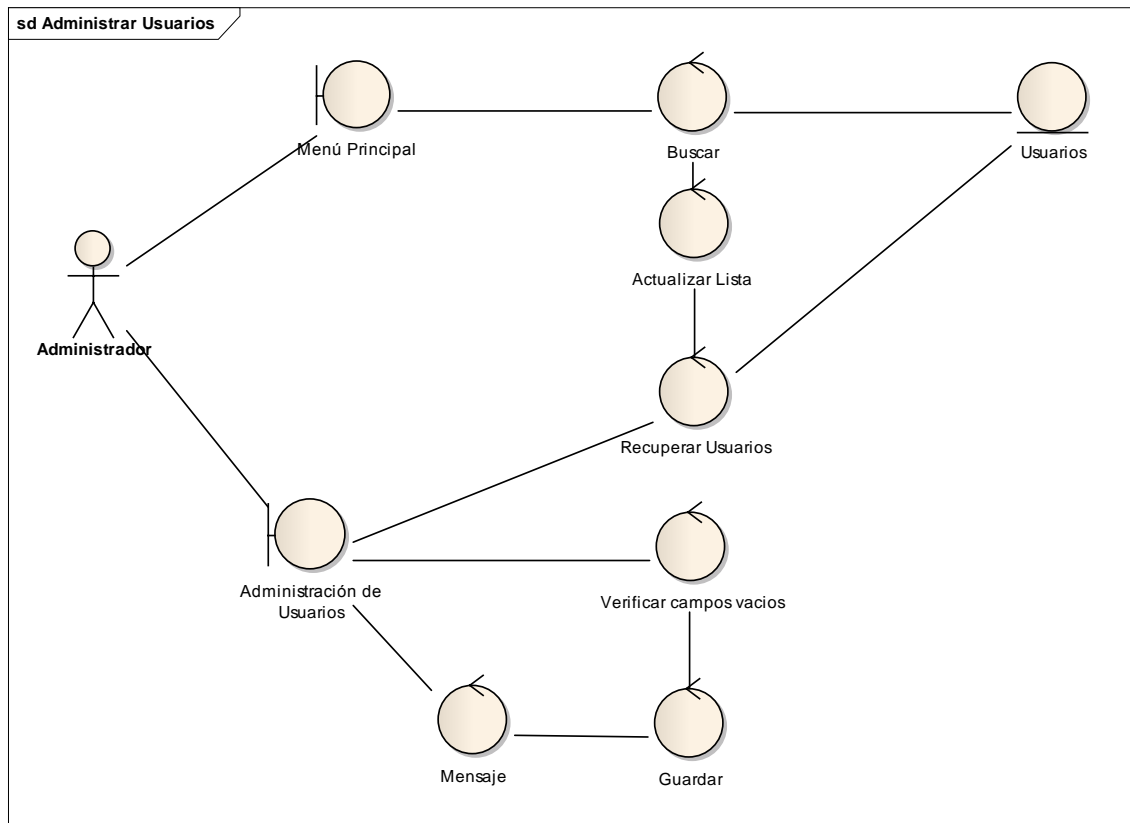 sd Administrar Usuarios
Menú Principal
Buscar
Usuarios
Actualizar Lista
Administrador
Recuperar Usuarios
Administración de
Usuarios
Verificar campos vacios
Mensaje
Guardar